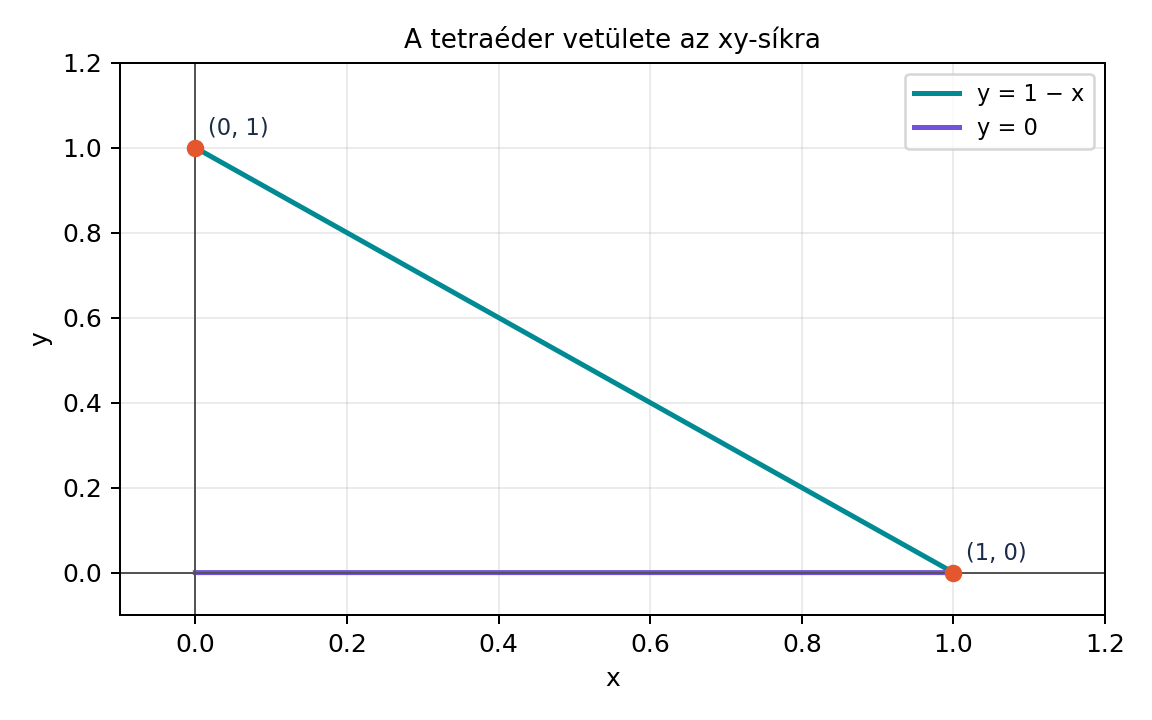 A tetraéder vetülete az xy-síkra
y = 1 − x
y = 0
(0, 1)
(1, 0)
1.2
1.0
0.8
0.6
0.4
0.2
0.0
y
0.0 0.2 0.4 0.6 0.8 1.0 1.2
x